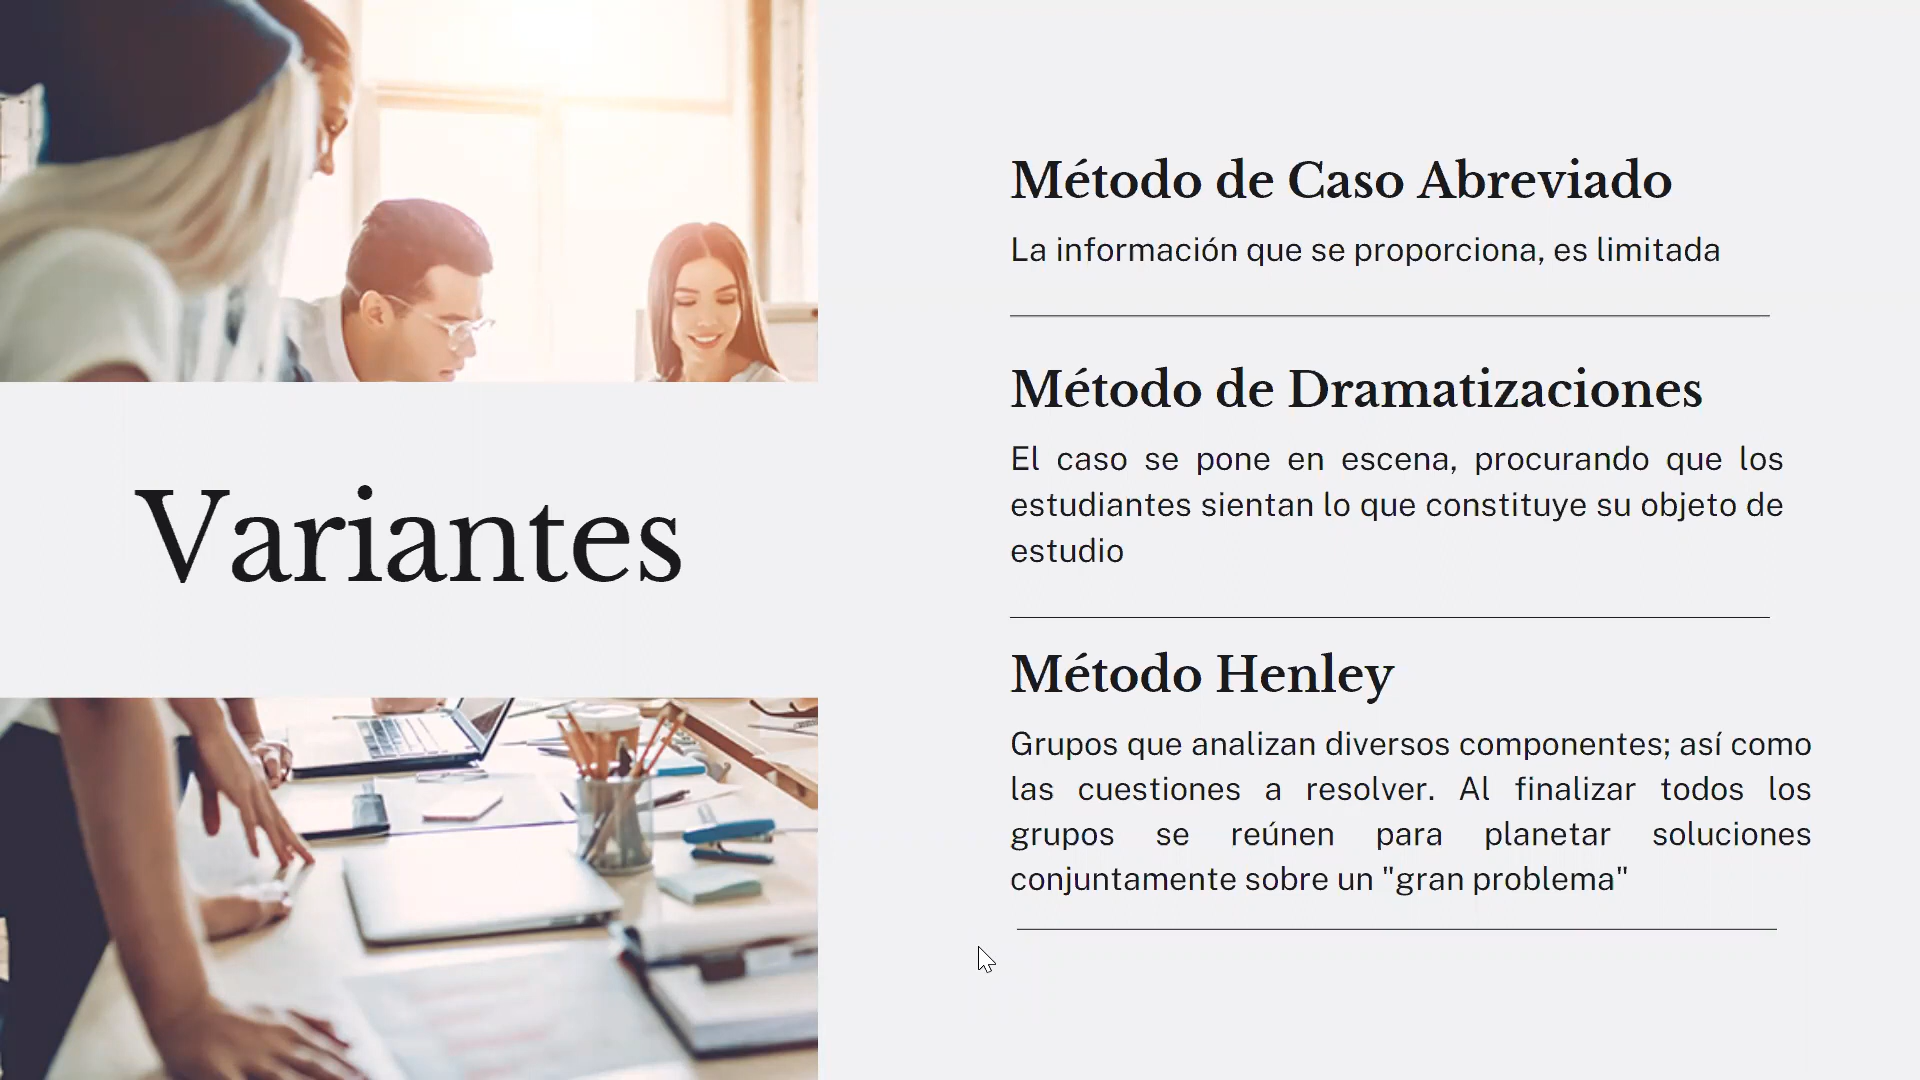 Variantes
Método de Caso Abreviado
La información que se proporciona, es limitada
Método de Dramatizaciones
El caso se pone en escena, procurando que los
estudiantes sientan lo que constituye su objeto de
estudio
Método Henley
Grupos que analizan diversos componentes; así como
las cuestiones a resolver. Al finalizar todos los
grupos se reúnen para planetar soluciones
conjuntamente sobre un "gran problema"